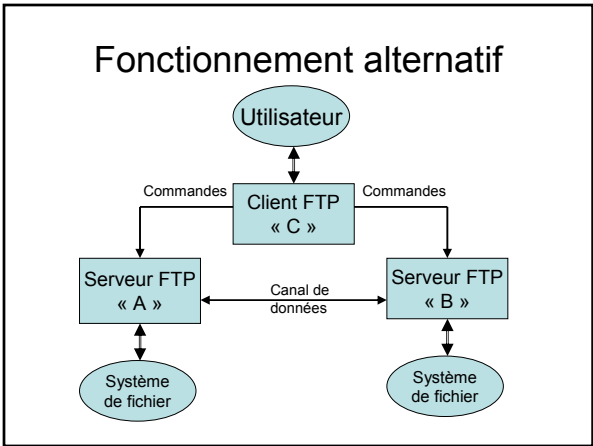 Fonctionnement alternatif
Utilisateur
Commandes
Commandes
Client FTP
« C »
Serveur FTP
« A »
Canal de
données
Serveur FTP
« B »
Système
de fichier
Système
de fichier